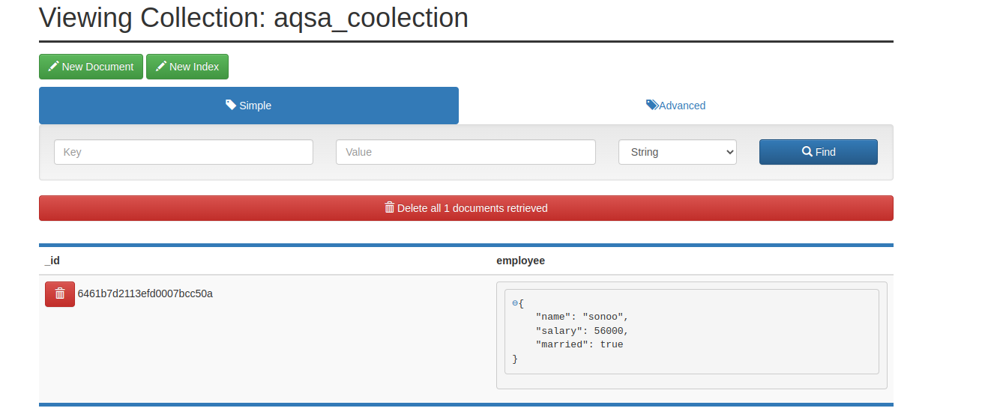 Viewing Collection: aqsa_coolection
New Document New Index
Simple Advanced
Key Value String Find
Delete all 1 documents retrieved
_id employee
6461b7d2113efd0007bcc50a
{
"name": "sonoo",
"salary": 56000,
"married": true
}